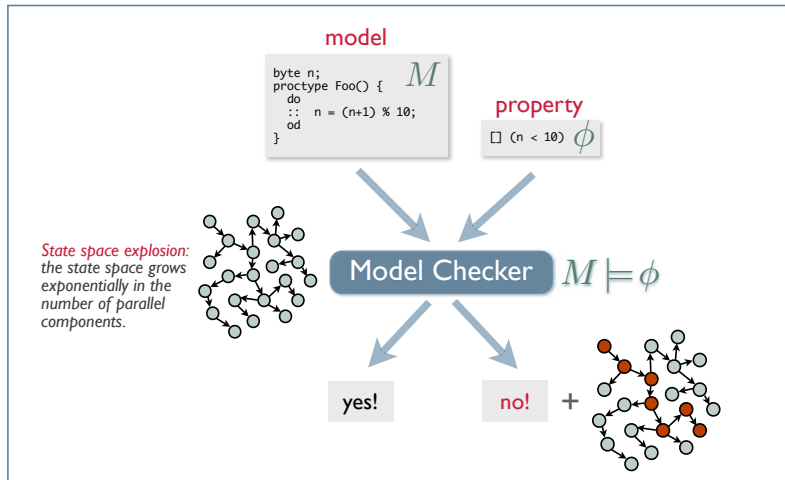 model
byte n;
proctype Foo() {
do
:: n = (n+1) % 10;
od
}
M
property
[] (n < 10)
ϕ
State space explosion:
the state space grows
exponentially in the
number of parallel
components.
Model Checker
M ⊨ ϕ
yes!
no!
+